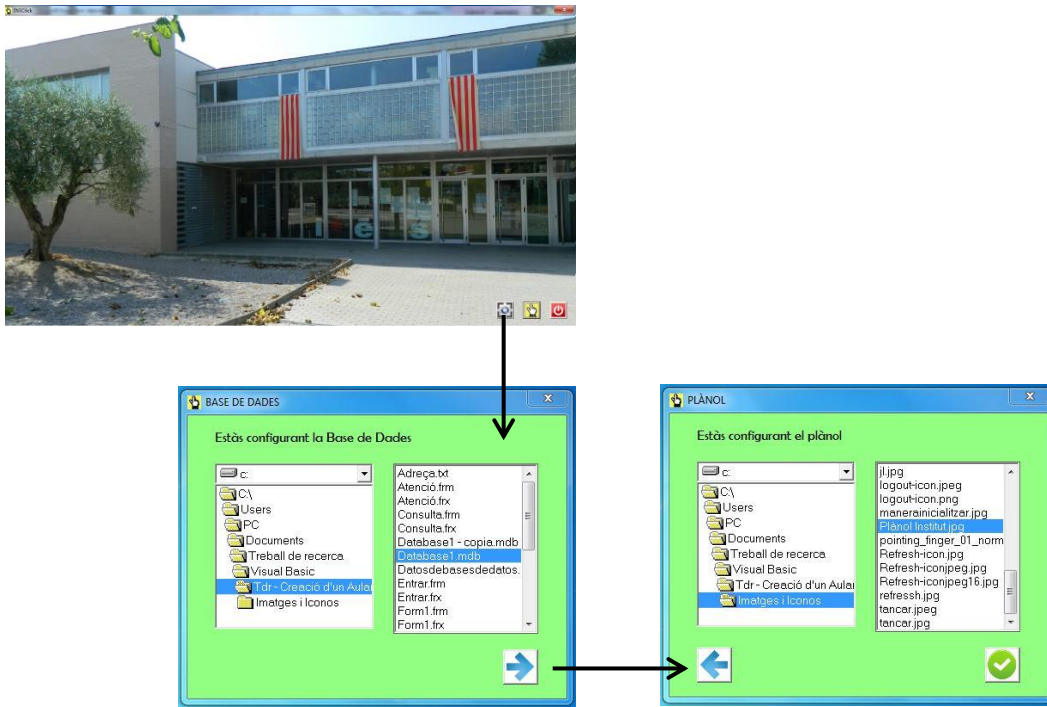 BASE DE DADES
Estàs configurant la Base de Dades
c:
C:\
Users
PC
Documents
Treball de recerca
Visual Basic
Tdr - Creació d'un Aula
Imatges i Iconos
Adreça.txt
Atenció.frm
Atenció.frx
Consulta.frm
Consulta.frx
Database1 - copia.mdb
Database1.mdb
Datosdebasesdedatos.
Entrar.frm
Entrar.frx
Form1.frm
Form1.frx
PLÀNOL
Estàs configurant el plànol
c:
C:\
Users
PC
Documents
Treball de recerca
Visual Basic
Tdr - Creació d'un Aula
Imatges i Iconos
jl.jpg
logout-icon.jpeg
logout-icon.png
manerainicialitzar.jpg
Plànol Institut.jpg
pointing_finger_01_norm
Refresh-icon.jpg
Refresh-iconjpeg.jpg
Refresh-iconjpeg16.jpg
refressh.jpg
tancar.jpeg
tancar.jpg